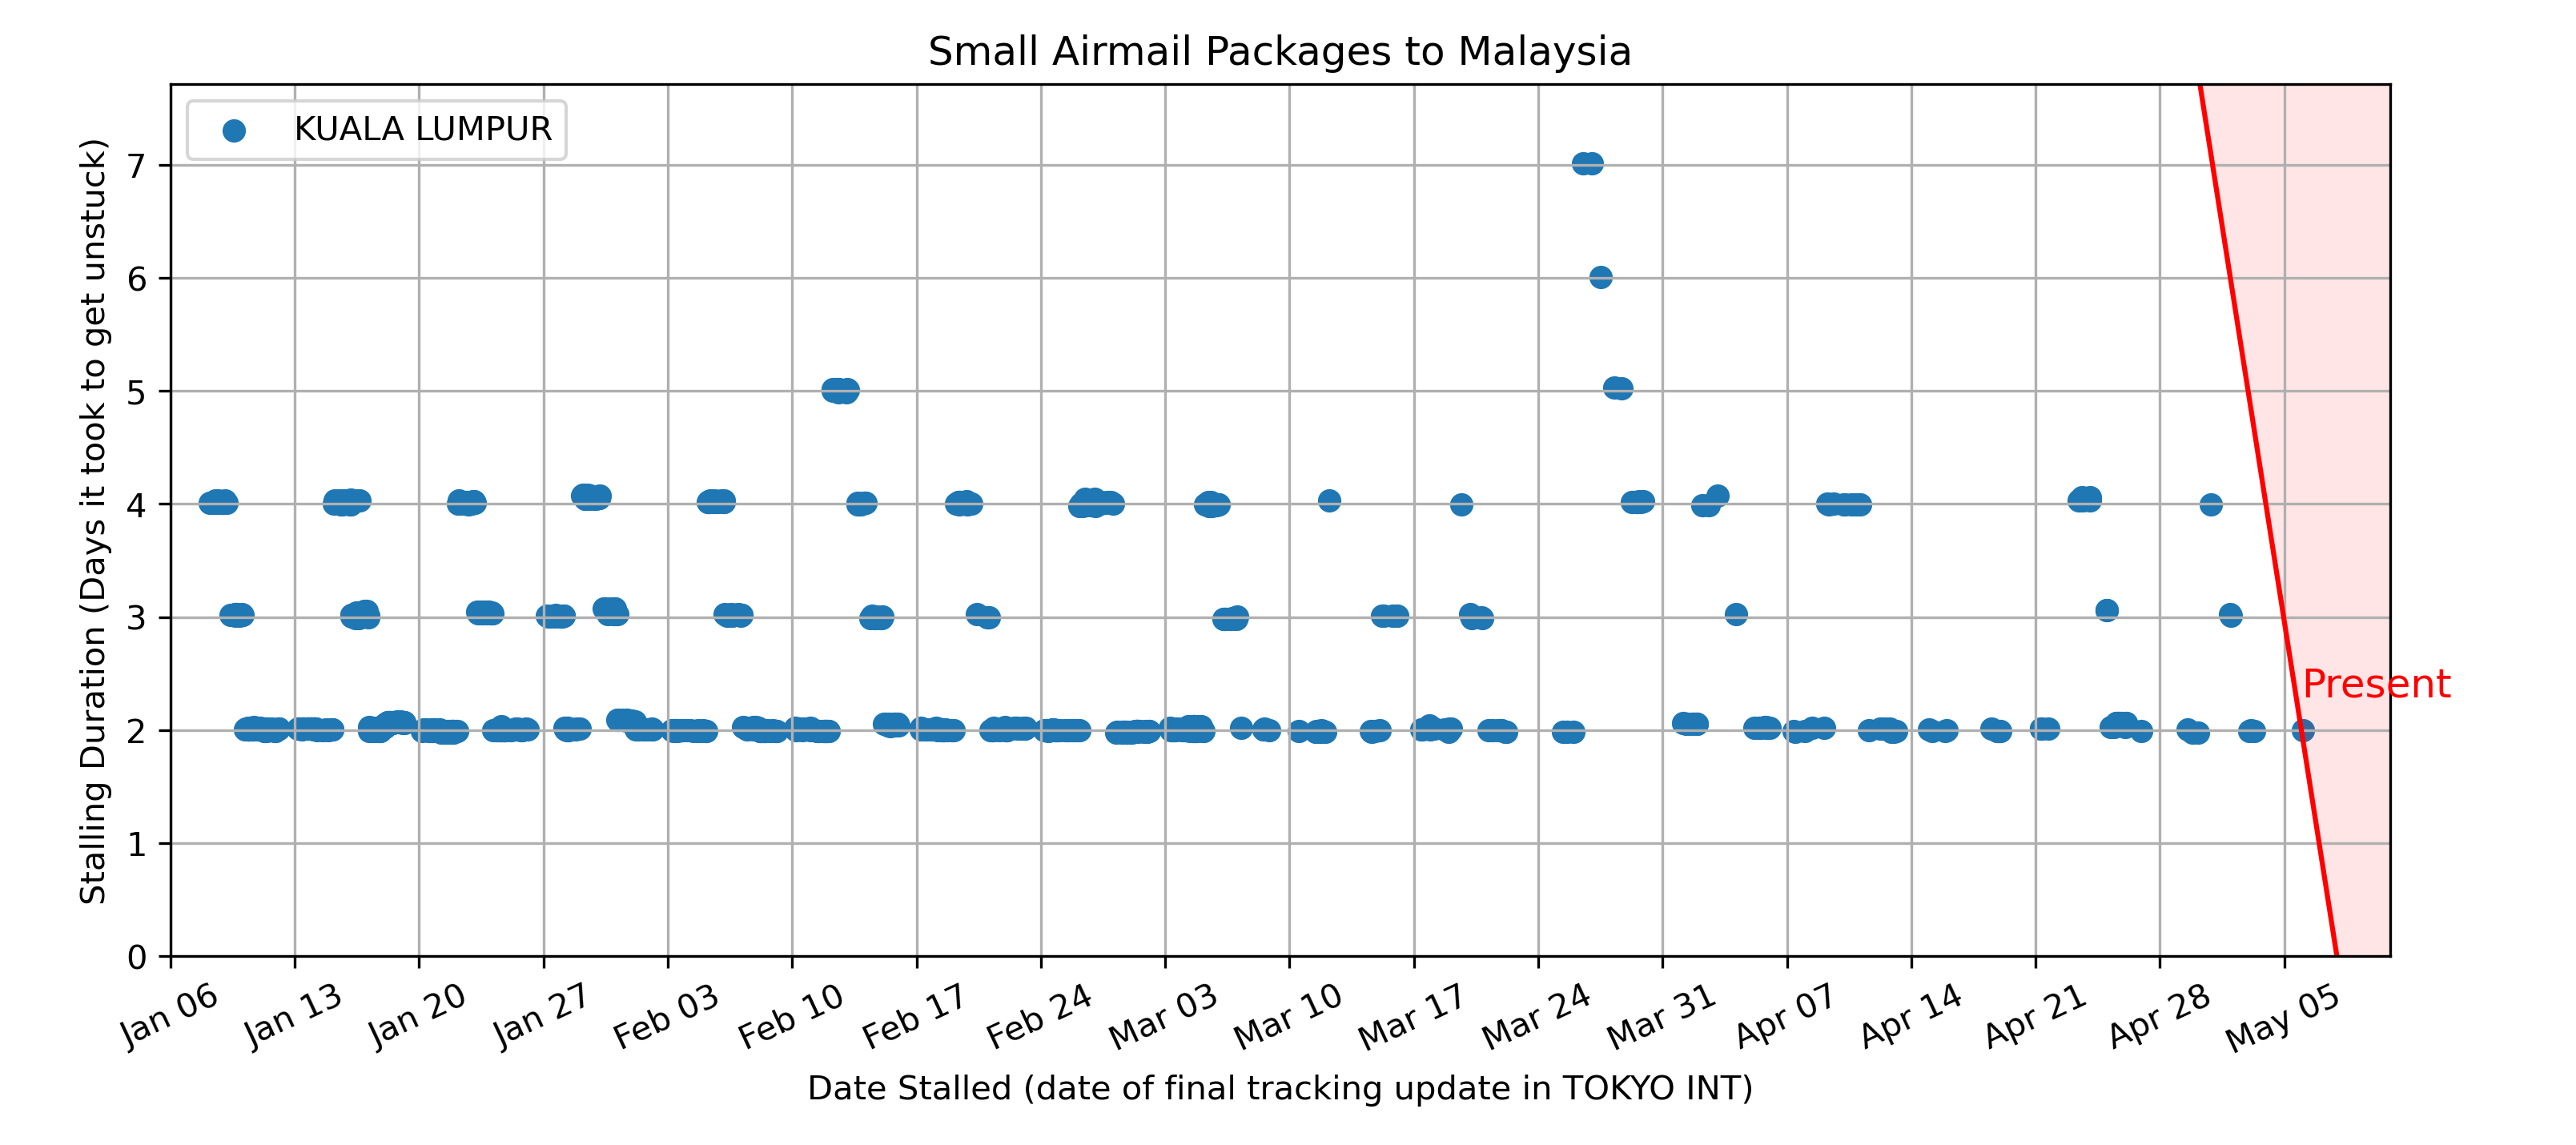 Small Airmail Packages to Malaysia
KUALA LUMPUR
Stalling Duration (Days it took to get unstuck)
7
6
5
4
3
2
1
0
Present
Jan 06
Jan 13
Jan 20
Jan 27
Feb 03
Feb 10
Feb 17
Feb 24
Mar 03
Mar 10
Mar 17
Mar 24
Mar 31
Apr 07
Apr 14
Apr 21
Apr 28
May 05
Date Stalled (date of final tracking update in TOKYO INT)